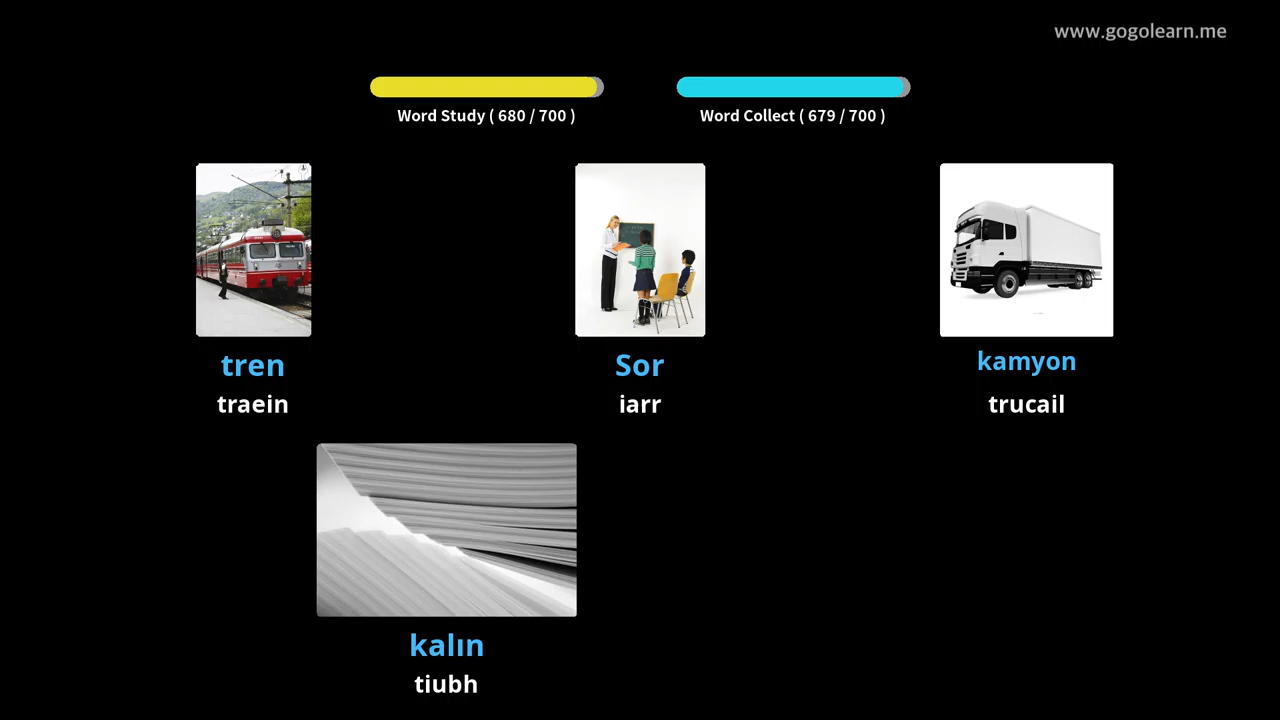 www.gogolearn.me
Word Study ( 680 / 700 )
Word Collect ( 679 / 700 )
tren
traein
Sor
iarr
kamyon
trucail
kalın
tiubh